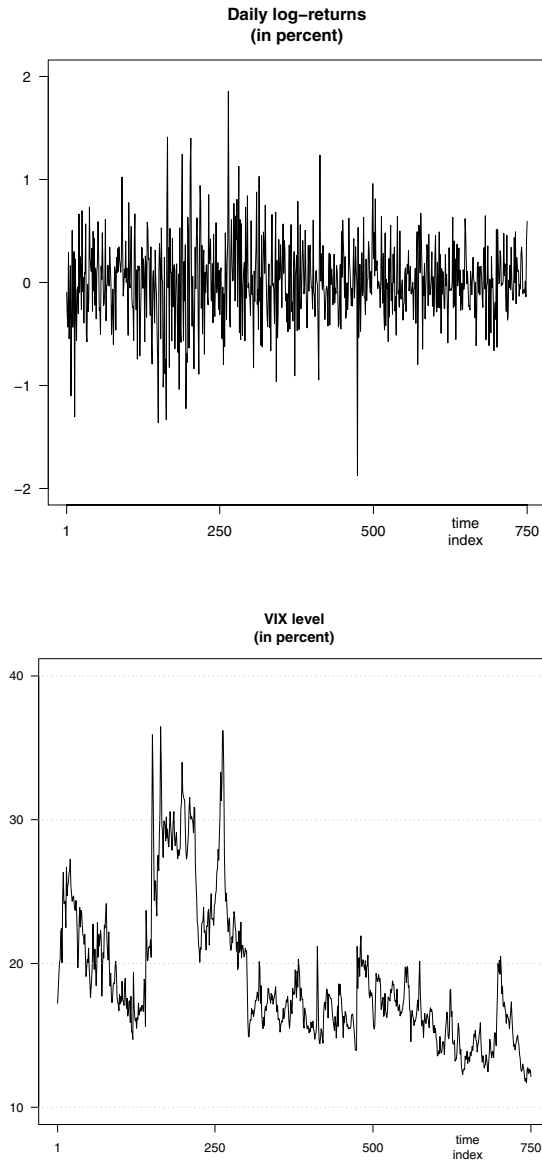 Daily log−returns
(in percent)
2
1
0
−1
−2
1
250
500
time
index
750
VIX level
(in percent)
40
30
20
10
1
250
500
time
index
750